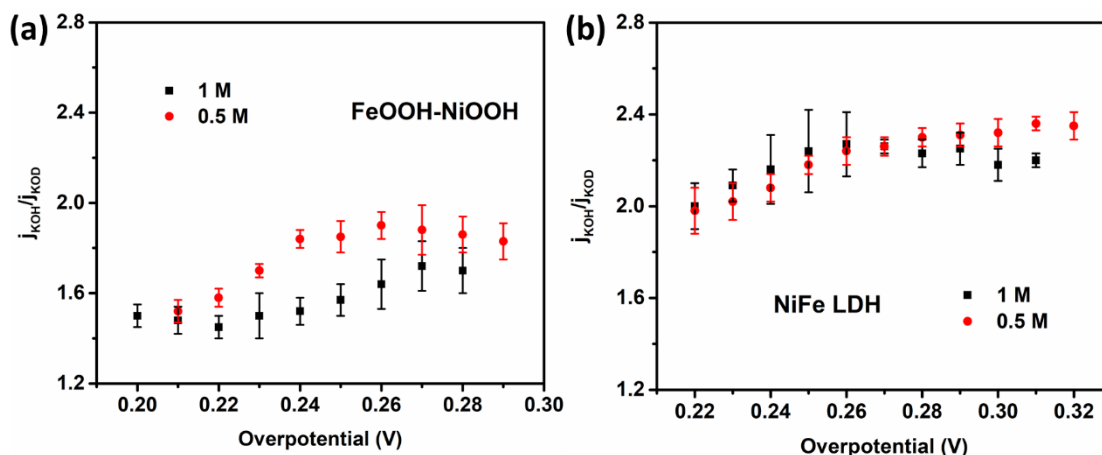 (a)
2.8
2.4
2.0
1.6
1.2
jKOH/jKOD
1 M
0.5 M
FeOOH-NiOOH
0.20
0.22
0.24
0.26
0.28
0.30
Overpotential (V)
(b)
2.8
2.4
2.0
1.6
1.2
jKOH/jKOD
NiFe LDH
1 M
0.5 M
0.22
0.24
0.26
0.28
0.30
0.32
Overpotential (V)